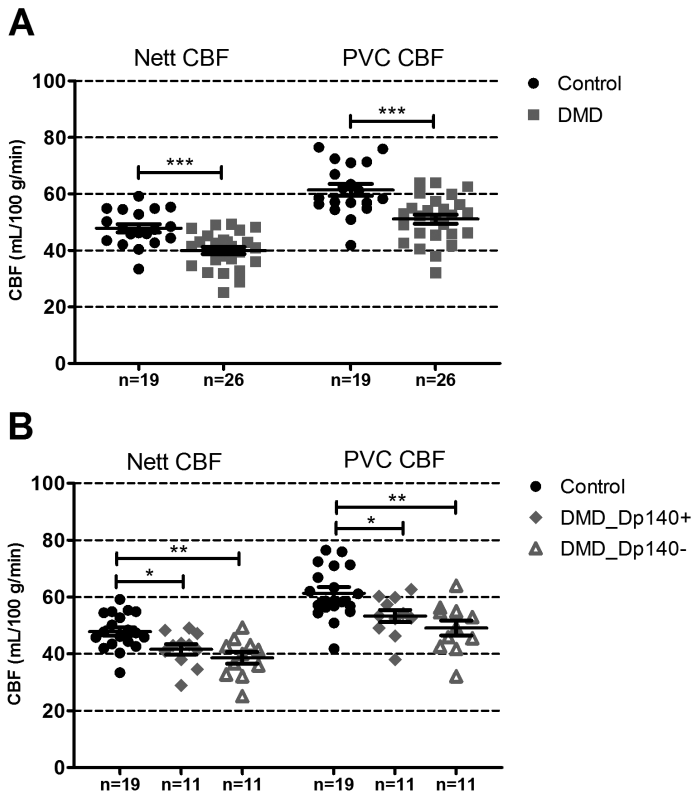 A
Nett CBF PVC CBF
100
80
60
40
20
0
CBF (mL/100 g/min)
*** ***
n=19 n=26 n=19 n=26
Control
DMD
B
Nett CBF PVC CBF
100
80
60
40
20
0
CBF (mL/100 g/min)
** **
* *
n=19 n=11 n=11 n=19 n=11 n=11
Control
DMD_Dp140+
DMD_Dp140-